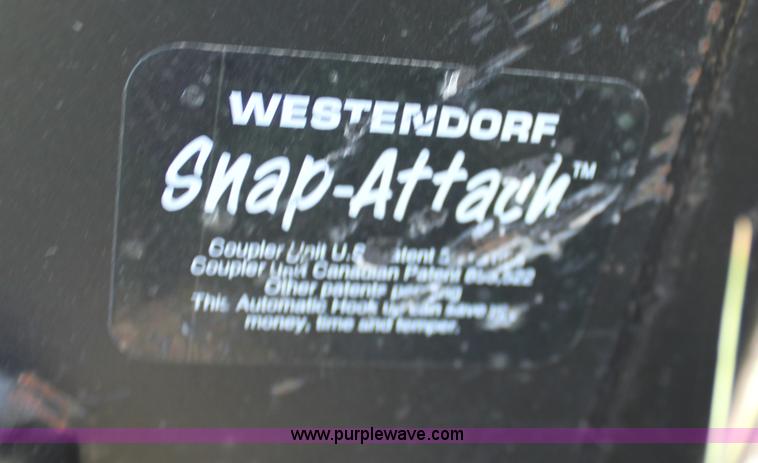 WESTENDORF
Snap-Attach™
Coupler Unit U.S. Patent
Coupler Unit Canadian Patent
Other patents pending
This Automatic Hook up can save
money, time and temper.
www.purplewave.com